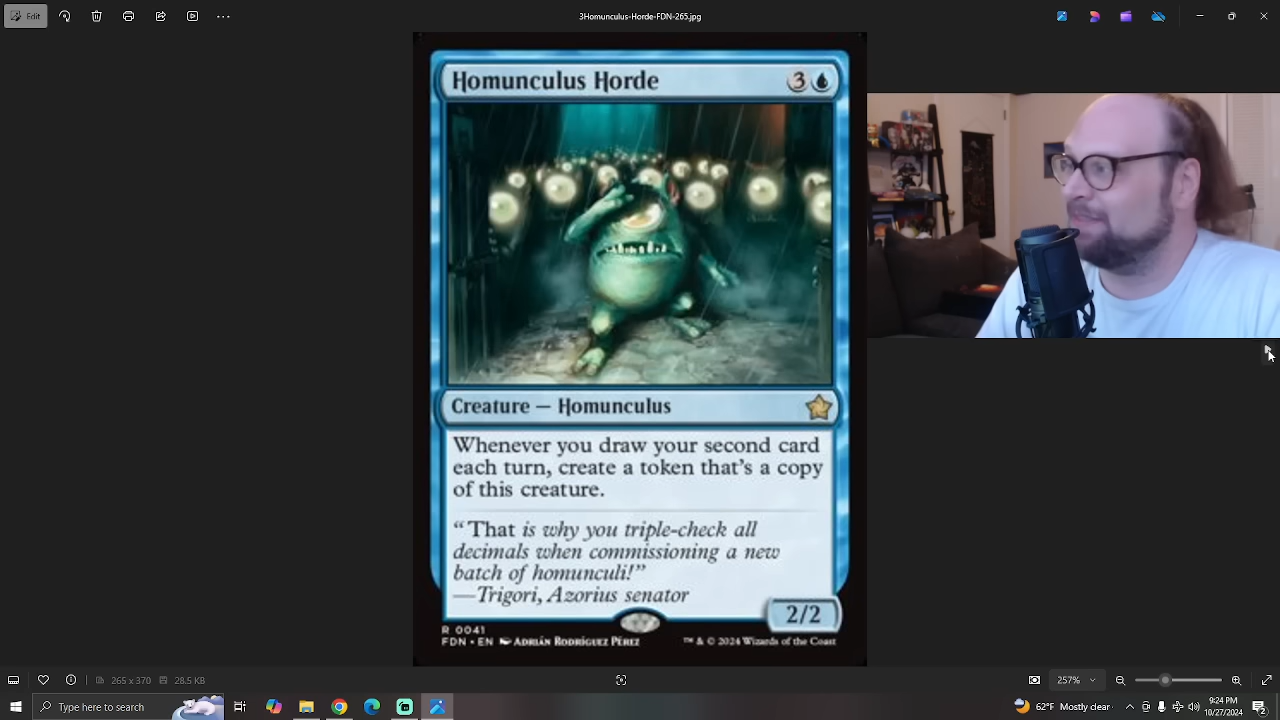 Edit
3Homunculus-Horde-FDN-265.jpg
Homunculus Horde
3
Creature — Homunculus
Whenever you draw your second card
each turn, create a token that's a copy
of this creature.
“That is why you triple-check all
decimals when commissioning a new
batch of homunculi!”
—Trigori, Azorius senator
2/2
R 0041
FDN • EN ADRIÁN RODRÍGUEZ PÉREZ
™ & © 2024 Wizards of the Coast
265 x 370
28.5 KB
257%
Type here to search
70°F Mostly clear
9:24 PM
10/27/2024